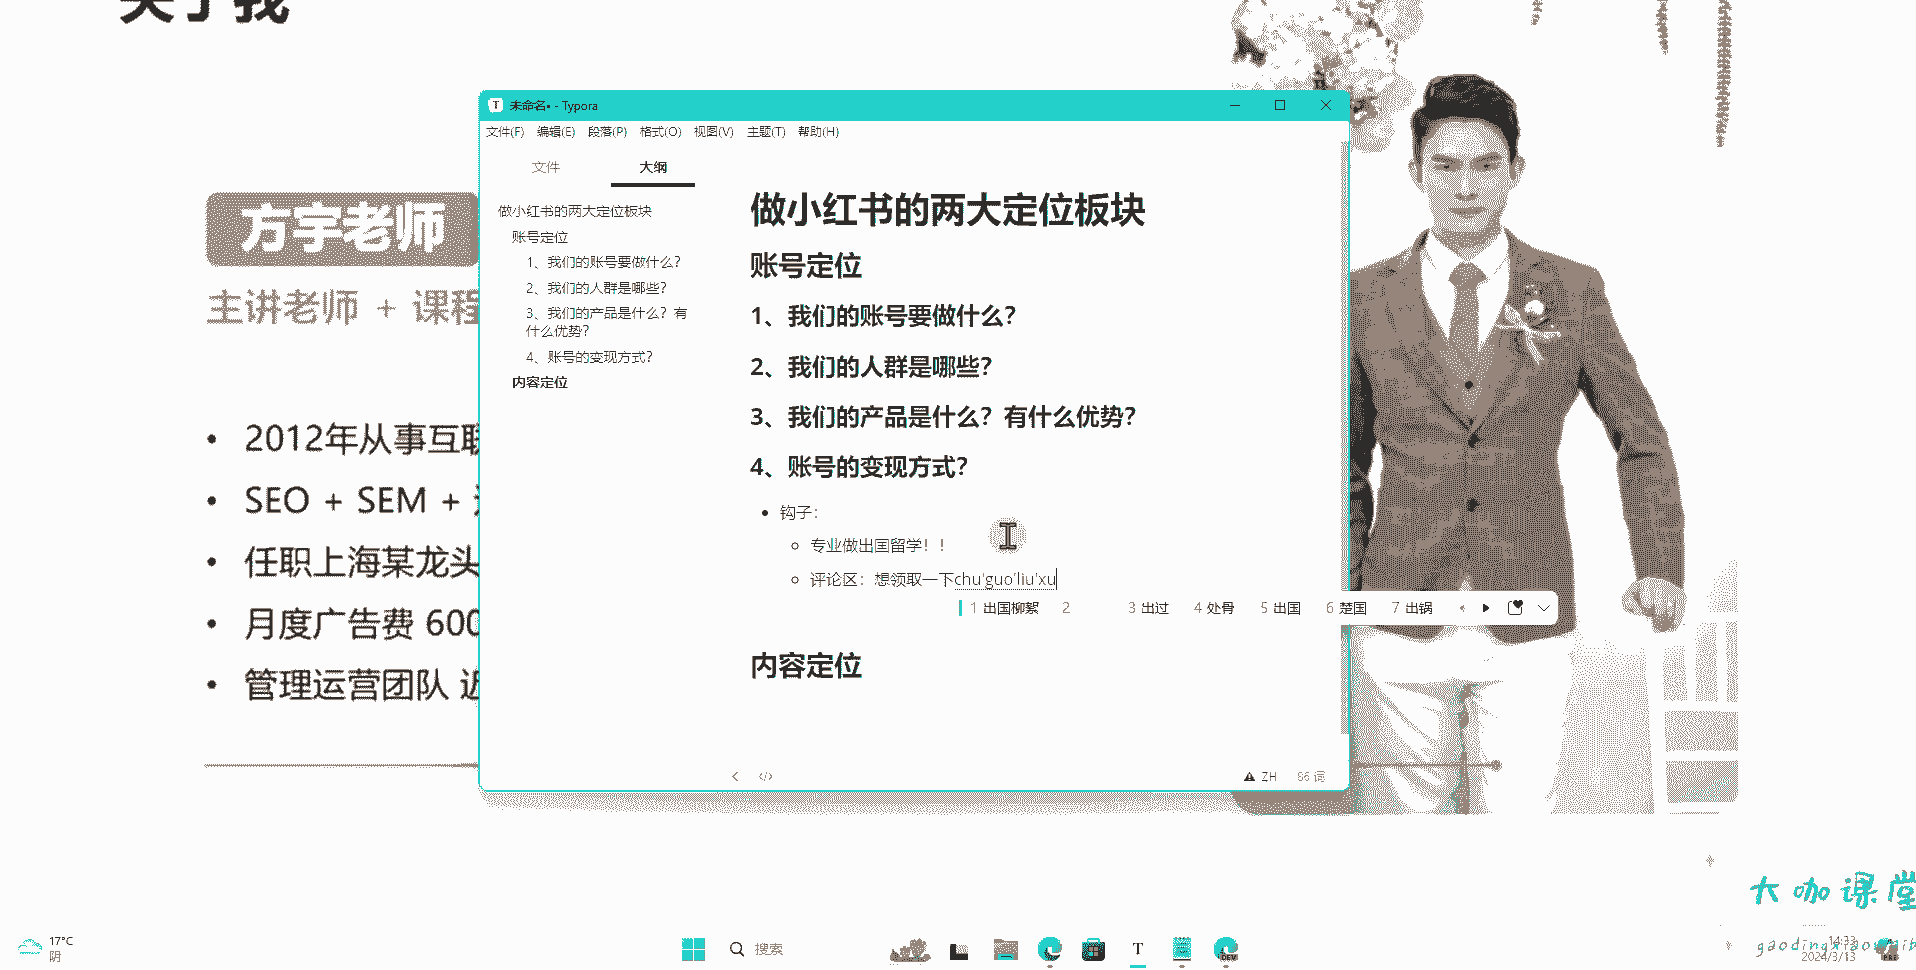 关于我
未命名• - Typora
文件(F) 编辑(E) 段落(P) 格式(O) 视图(V) 主题(T) 帮助(H)
文件 大纲
做小红书的两大定位板块
账号定位
1、我们的账号要做什么？
2、我们的人群是哪些？
3、我们的产品是什么？有
什么优势？
4、账号的变现方式？
内容定位
做小红书的两大定位板块
账号定位
1、我们的账号要做什么？
2、我们的人群是哪些？
3、我们的产品是什么？有什么优势？
4、账号的变现方式？
钩子：
专业做出国留学！！
评论区：想领取一下chu'guo'liu'xu
1 出国柳絮 2 3 出过 4 处骨 5 出国 6 楚国 7 出锅
内容定位
ZH 86 词
方宇老师
主讲老师 + 课程
2012年从事互联
SEO + SEM +
任职上海某龙头
月度广告费 600
管理运营团队 近
大咖课堂
17°C
阴
搜索
14:33
2024/3/13